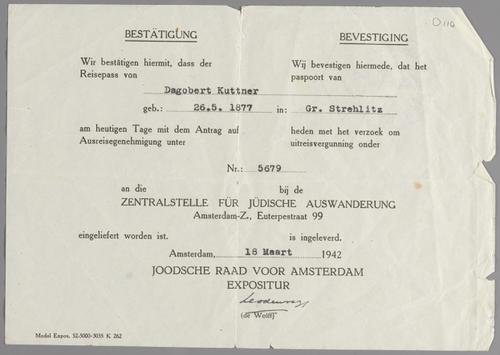 D 110
BESTÄTIGUNG BEVESTIGING
Wir bestätigen hiermit, dass der Wij bevestigen hiermede, dat het
Reisepass von paspoort van
Dagobert Kuttner
geb.: 26.5. 1877 in: Gr. Strehlitz
am heutigen Tage mit dem Antrag auf heden met het verzoek om
Ausreisegenehmigung unter uitreisvergunning onder
Nr.: 5679
an die bij de
ZENTRALSTELLE FÜR JÜDISCHE AUSWANDERUNG
Amsterdam-Z., Euterpestraat 99
eingeliefert worden ist. is ingeleverd.
Amsterdam, 18 Maart 1942
JOODSCHE RAAD VOOR AMSTERDAM
EXPOSITUR
(de Wolff)
Model Expos. 52-5000-3035 K 262